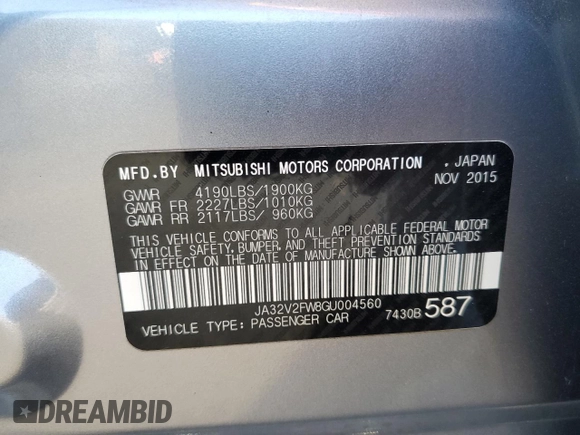 MFD.BY MITSUBISHI MOTORS CORPORATION . JAPAN
NOV 2015
GVWR 4190LBS/1900KG
GAWR FR 2227LBS/1010KG
GAWR RR 2117LBS/ 960KG
THIS VEHICLE CONFORMS TO ALL APPLICABLE FEDERAL MOTOR
VEHICLE SAFETY, BUMPER, AND THEFT PREVENTION STANDARDS
IN EFFECT ON THE DATE OF MANUFACTURE SHOWN ABOVE.
JA32V2FW8GU004560
VEHICLE TYPE: PASSENGER CAR 7430B 587
DREAMBID